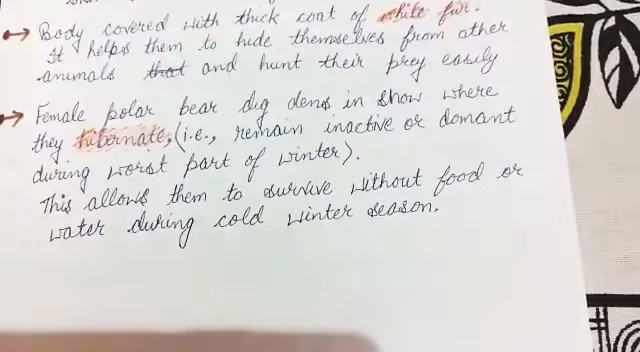 → Body covered with thick coat of white fur.
It helps them to hide themselves from other
animals that and hunt their prey easily
→ Female polar bear dig dens in snow where
they hibernate, (i.e., remain inactive or domant
during worst part of winter).
This allows them to survive without food or
water during cold winter season.